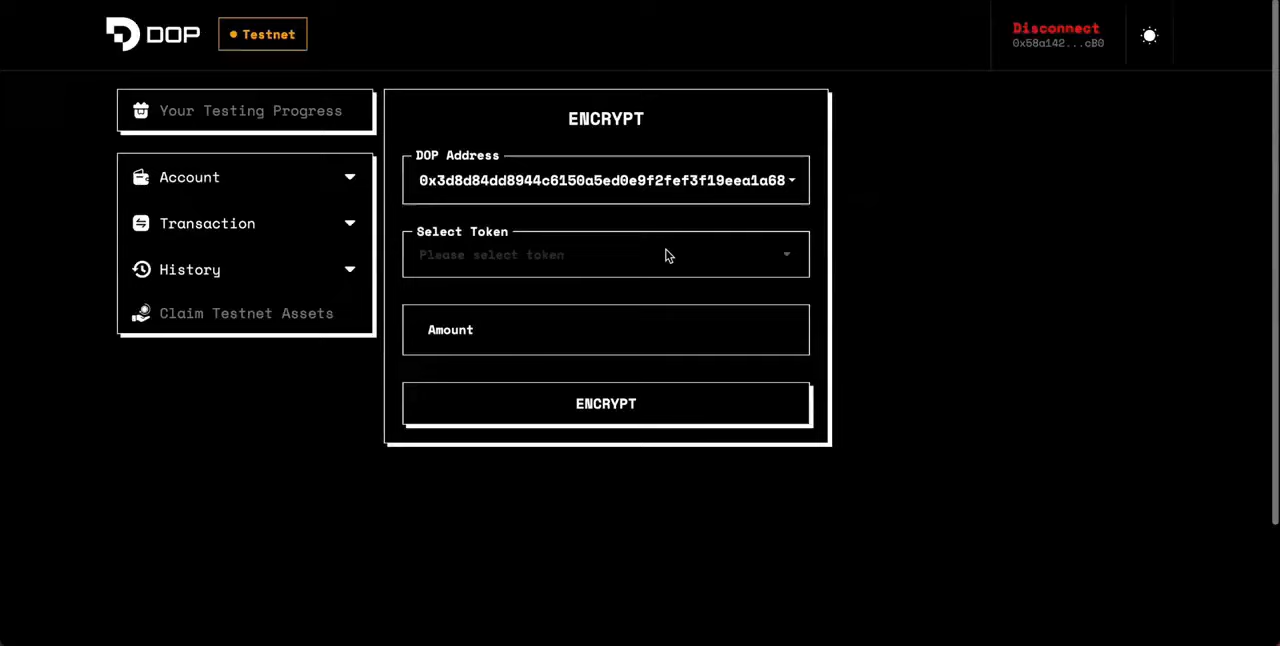 DOP
Testnet
Disconnect
0x58a142...cB0
Your Testing Progress
Account
Transaction
History
Claim Testnet Assets
ENCRYPT
DOP Address
0x3d8d84dd8944c6150a5ed0e9f2fef3f19eea1a68
Select Token
Please select token
Amount
ENCRYPT